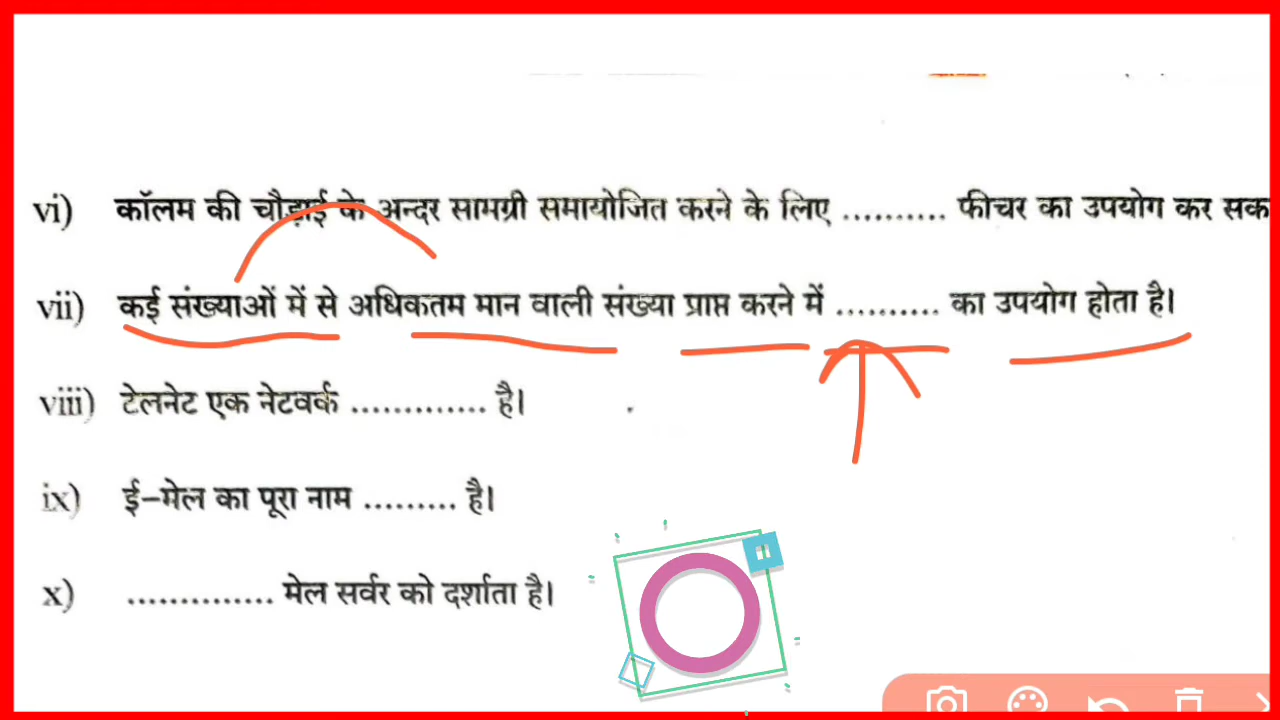 vi) कॉलम की चौड़ाई के अन्दर सामग्री समायोजित करने के लिए .......... फीचर का उपयोग कर सक
vii) कई संख्याओं में से अधिकतम मान वाली संख्या प्राप्त करने में .......... का उपयोग होता है।
viii) टेलनेट एक नेटवर्क ............. है।
ix) ई-मेल का पूरा नाम ......... है।
x) .............. मेल सर्वर को दर्शाता है।